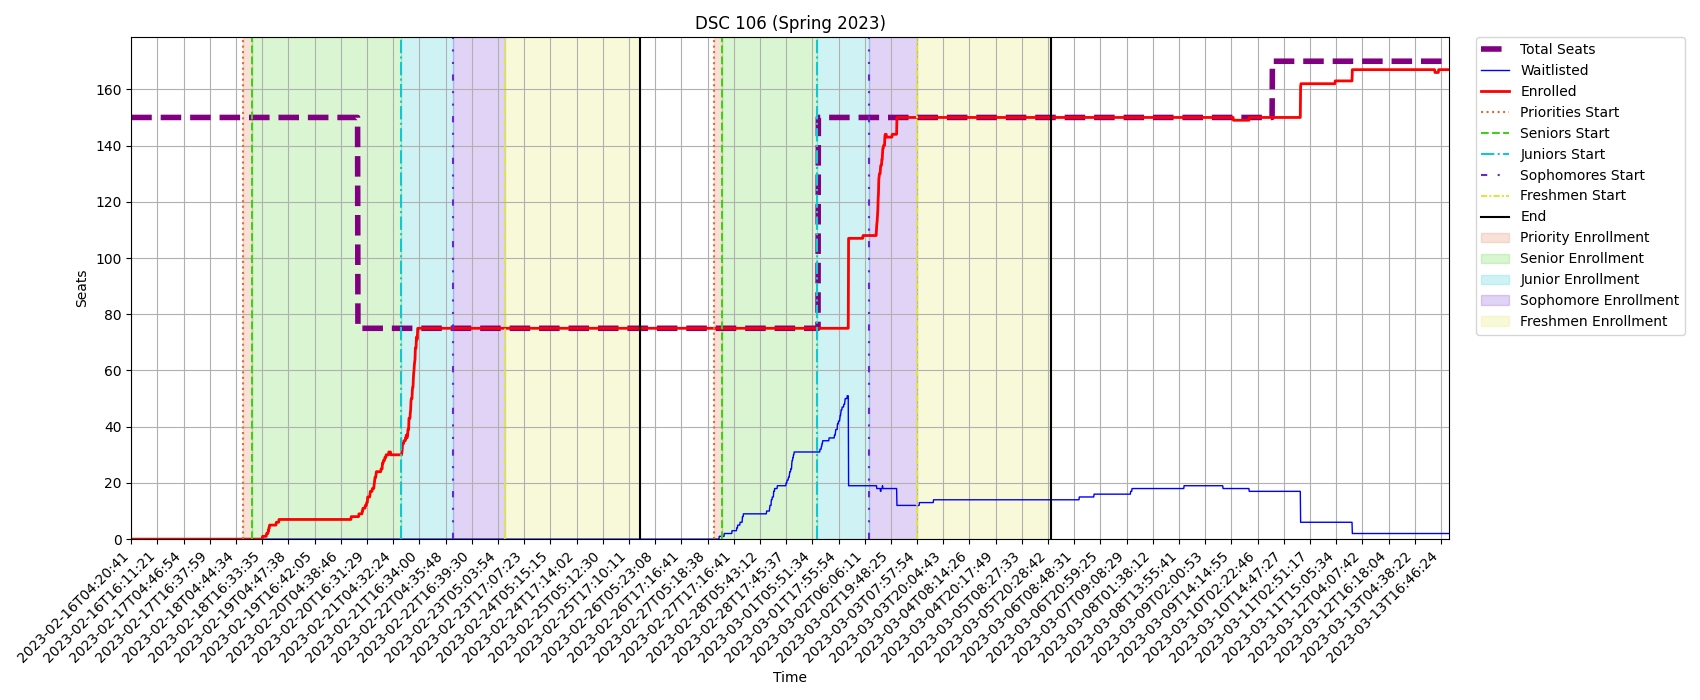 DSC 106 (Spring 2023)
Seats
160
140
120
100
80
60
40
20
0
2023-02-16T04:20:41
2023-02-16T16:11:21
2023-02-17T04:46:54
2023-02-17T16:37:59
2023-02-18T04:44:34
2023-02-18T16:33:35
2023-02-19T04:47:38
2023-02-19T16:42:05
2023-02-20T04:38:46
2023-02-20T16:31:29
2023-02-21T04:32:24
2023-02-21T16:34:00
2023-02-22T04:35:48
2023-02-22T16:39:30
2023-02-23T05:03:54
2023-02-23T17:07:23
2023-02-24T05:15:15
2023-02-24T17:14:02
2023-02-25T05:12:30
2023-02-25T17:10:11
2023-02-26T05:23:08
2023-02-26T17:16:41
2023-02-27T05:18:38
2023-02-27T17:16:41
2023-02-28T05:43:12
2023-02-28T17:45:37
2023-03-01T05:51:34
2023-03-01T17:55:54
2023-03-02T06:06:11
2023-03-02T19:48:25
2023-03-03T07:57:54
2023-03-03T20:04:43
2023-03-04T08:14:26
2023-03-04T20:17:49
2023-03-05T08:27:33
2023-03-05T20:28:42
2023-03-06T08:48:31
2023-03-06T20:59:25
2023-03-07T09:08:29
2023-03-08T01:38:12
2023-03-08T13:55:41
2023-03-09T02:00:53
2023-03-09T14:14:55
2023-03-10T02:22:46
2023-03-10T14:47:27
2023-03-11T02:51:17
2023-03-11T15:05:34
2023-03-12T04:07:42
2023-03-12T16:18:04
2023-03-13T04:38:22
2023-03-13T16:46:24
Time
Total Seats
Waitlisted
Enrolled
Priorities Start
Seniors Start
Juniors Start
Sophomores Start
Freshmen Start
End
Priority Enrollment
Senior Enrollment
Junior Enrollment
Sophomore Enrollment
Freshmen Enrollment